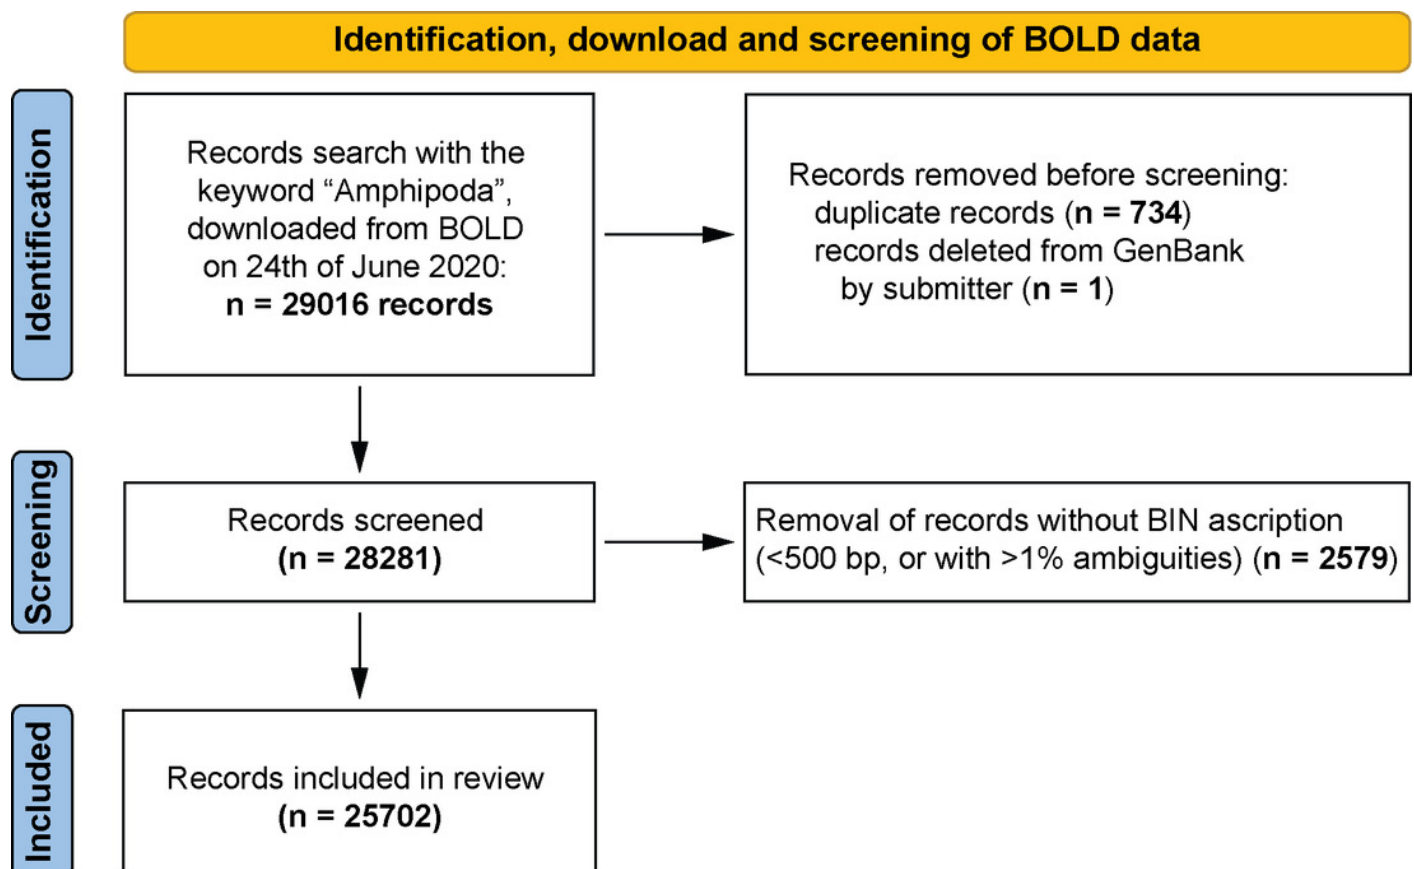 Identification, download and screening of BOLD data
Identification
Records search with the
keyword “Amphipoda”,
downloaded from BOLD
on 24th of June 2020:
n = 29016 records
Records removed before screening:
duplicate records (n = 734)
records deleted from GenBank
by submitter (n = 1)
Screening
Records screened
(n = 28281)
Removal of records without BIN ascription
(<500 bp, or with >1% ambiguities) (n = 2579)
Included
Records included in review
(n = 25702)